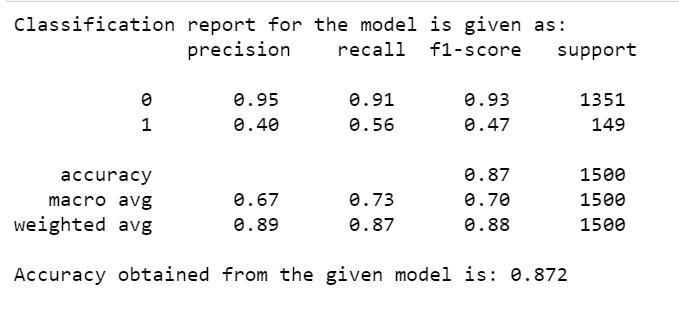 Classification report for the model is given as:
precision recall f1-score support
0 0.95 0.91 0.93 1351
1 0.40 0.56 0.47 149
accuracy 0.87 1500
macro avg 0.67 0.73 0.70 1500
weighted avg 0.89 0.87 0.88 1500
Accuracy obtained from the given model is: 0.872